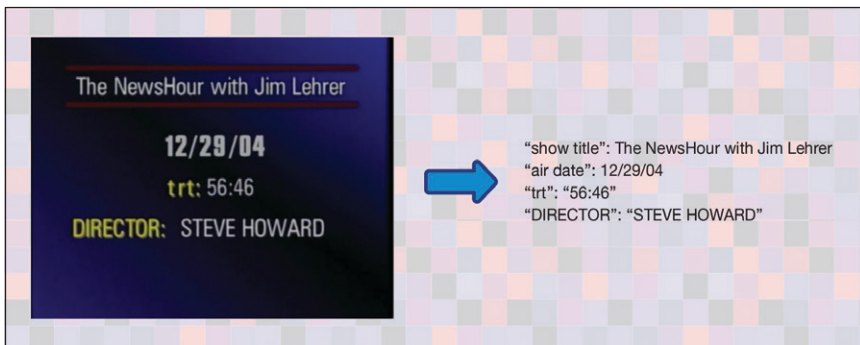 The NewsHour with Jim Lehrer
12/29/04
trt: 56:46
DIRECTOR: STEVE HOWARD
“show title”: The NewsHour with Jim Lehrer
“air date”: 12/29/04
“trt”: “56:46”
“DIRECTOR”: “STEVE HOWARD”